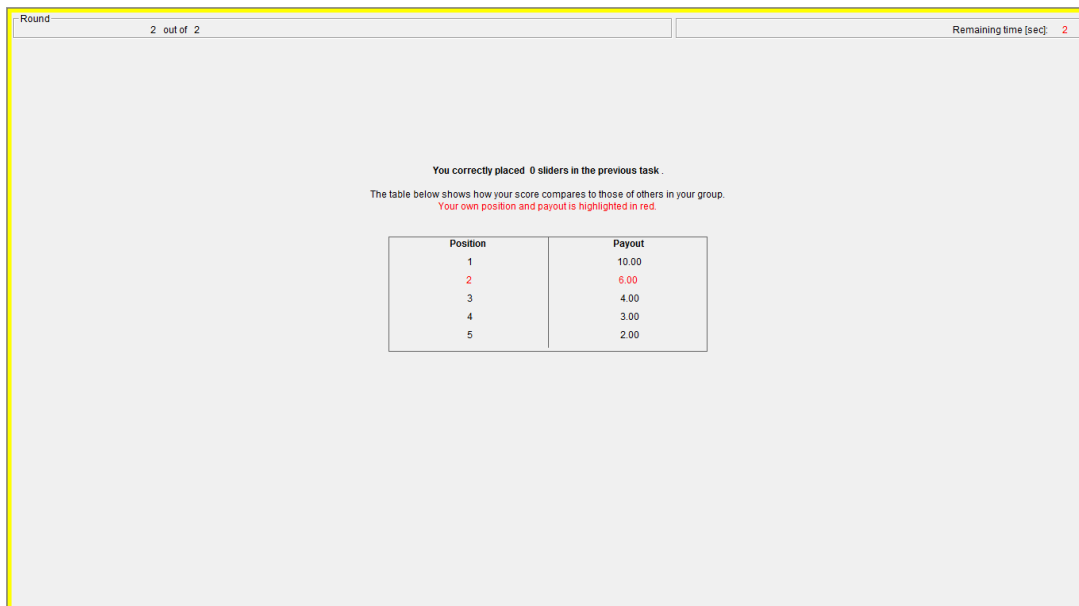 Round
2 out of 2
Remaining time [sec]: 2
You correctly placed 0 sliders in the previous task .
The table below shows how your score compares to those of others in your group.
Your own position and payout is highlighted in red.
Position Payout
1 10.00
2 6.00
3 4.00
4 3.00
5 2.00